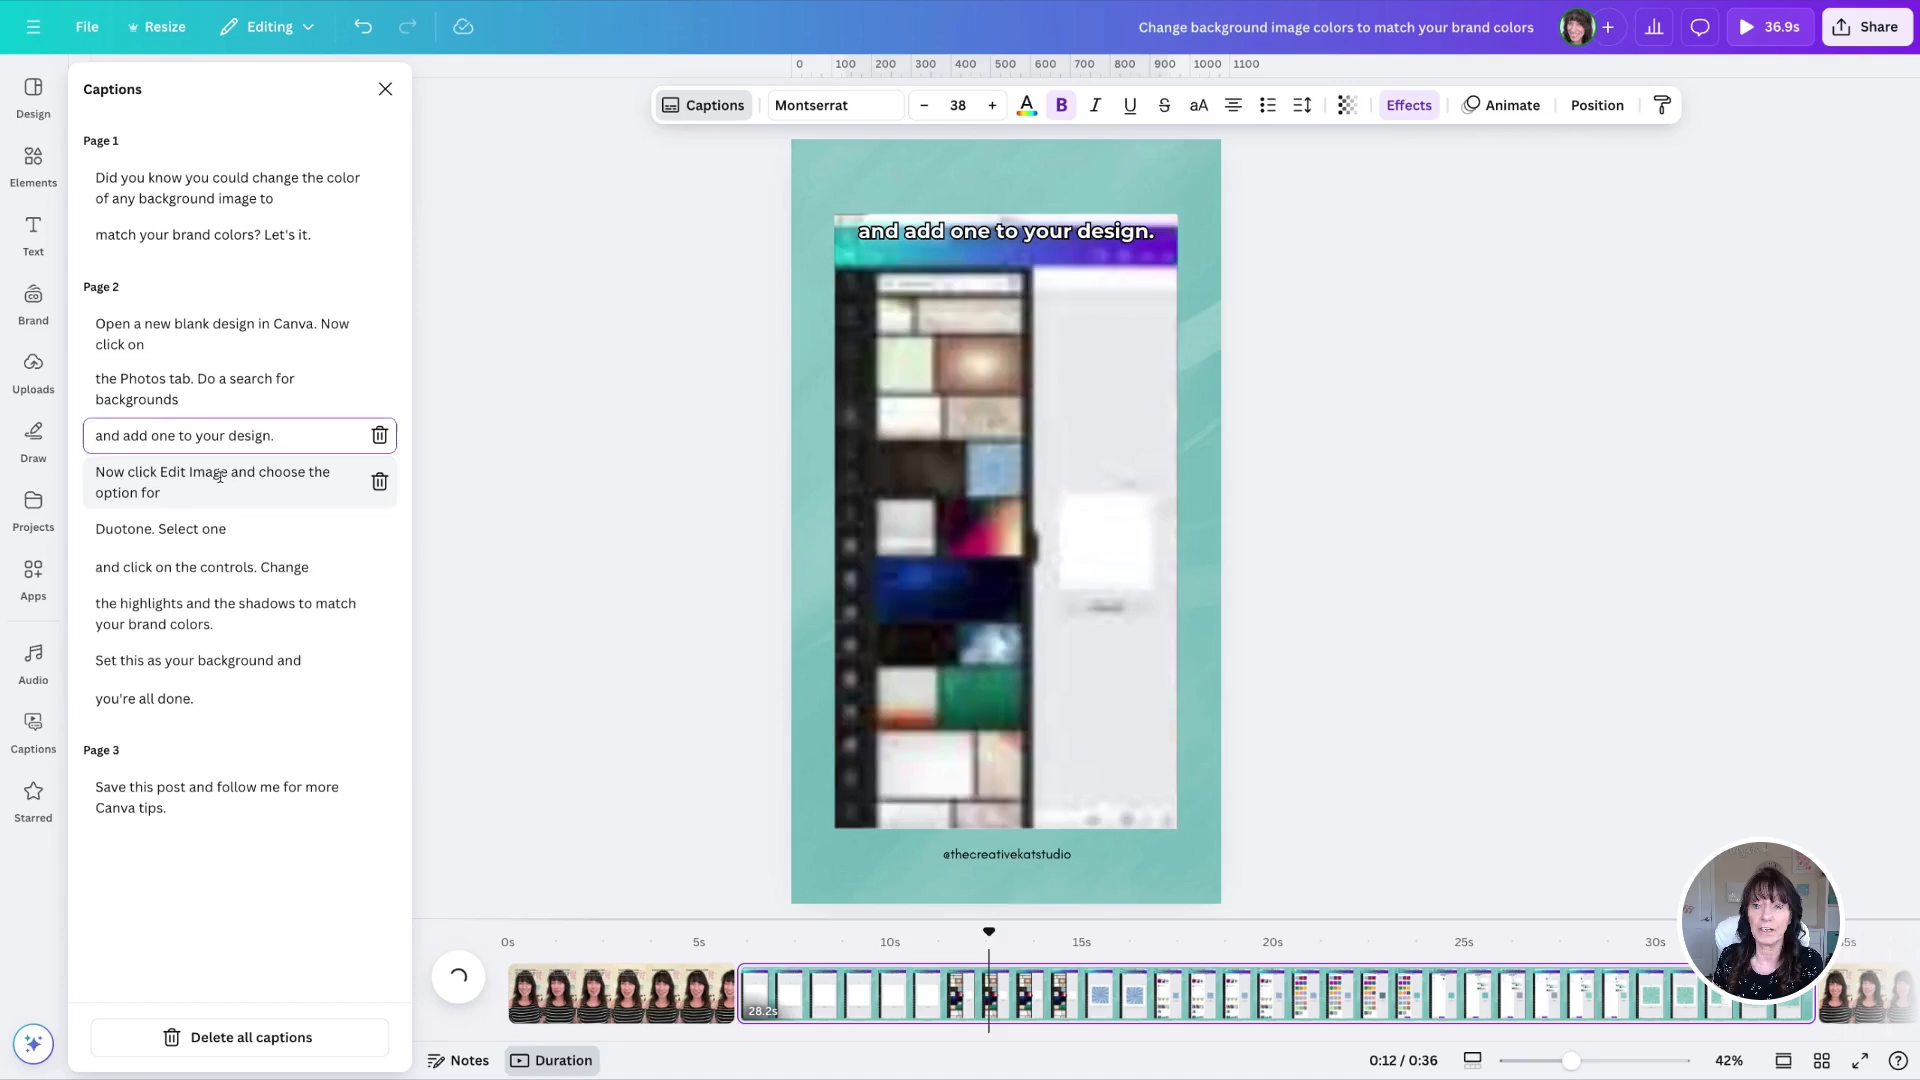 File
Resize
Editing
Change background image colors to match your brand colors
36.9s
Share
0 100 200 300 400 500 600 700 800 900 1000 1100
Captions
Montserrat
38
B
I
U
S
aA
Effects
Animate
Position
Design
Elements
Text
Brand
Uploads
Draw
Projects
Apps
Audio
Captions
Starred
Captions
Page 1
Did you know you could change the color
of any background image to
match your brand colors? Let's it.
Page 2
Open a new blank design in Canva. Now
click on
the Photos tab. Do a search for
backgrounds
and add one to your design.
Now click Edit Image and choose the
option for
Duotone. Select one
and click on the controls. Change
the highlights and the shadows to match
your brand colors.
Set this as your background and
you're all done.
Page 3
Save this post and follow me for more
Canva tips.
Delete all captions
and add one to your design.
@thecreativekatstudio
0s 5s 10s 15s 20s 25s 30s
28.2s
Notes
Duration
0:12 / 0:36
42%